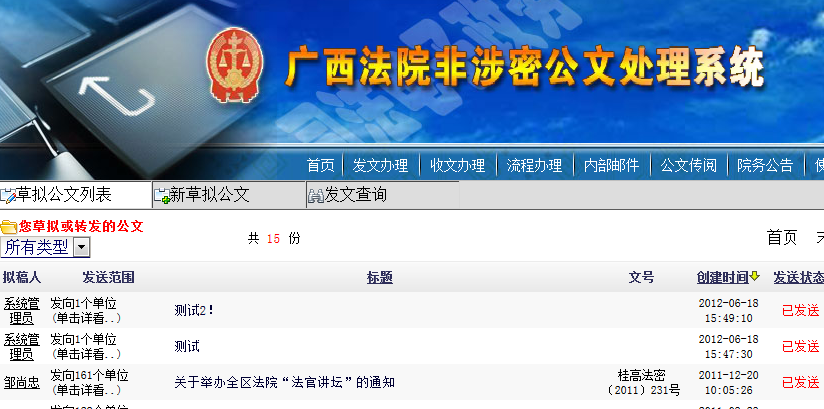 广西法院非涉密公文处理系统
首页 发文办理 收文办理 流程办理 内部邮件 公文传阅 院务公告
草拟公文列表 新草拟公文 发文查询
您草拟或转发的公文
所有类型 共 15 份 首页
拟稿人 发送范围 标题 文号 创建时间 发送状态
系统管理员 发向1个单位 (单击详看..) 测试2! 2012-06-18 15:49:10 已发送
系统管理员 发向1个单位 (单击详看..) 测试 2012-06-18 15:47:30 已发送
邹尚忠 发向161个单位 (单击详看..) 关于举办全区法院“法官讲坛”的通知 桂高法密(2011)231号 2011-12-20 10:05:26 已发送